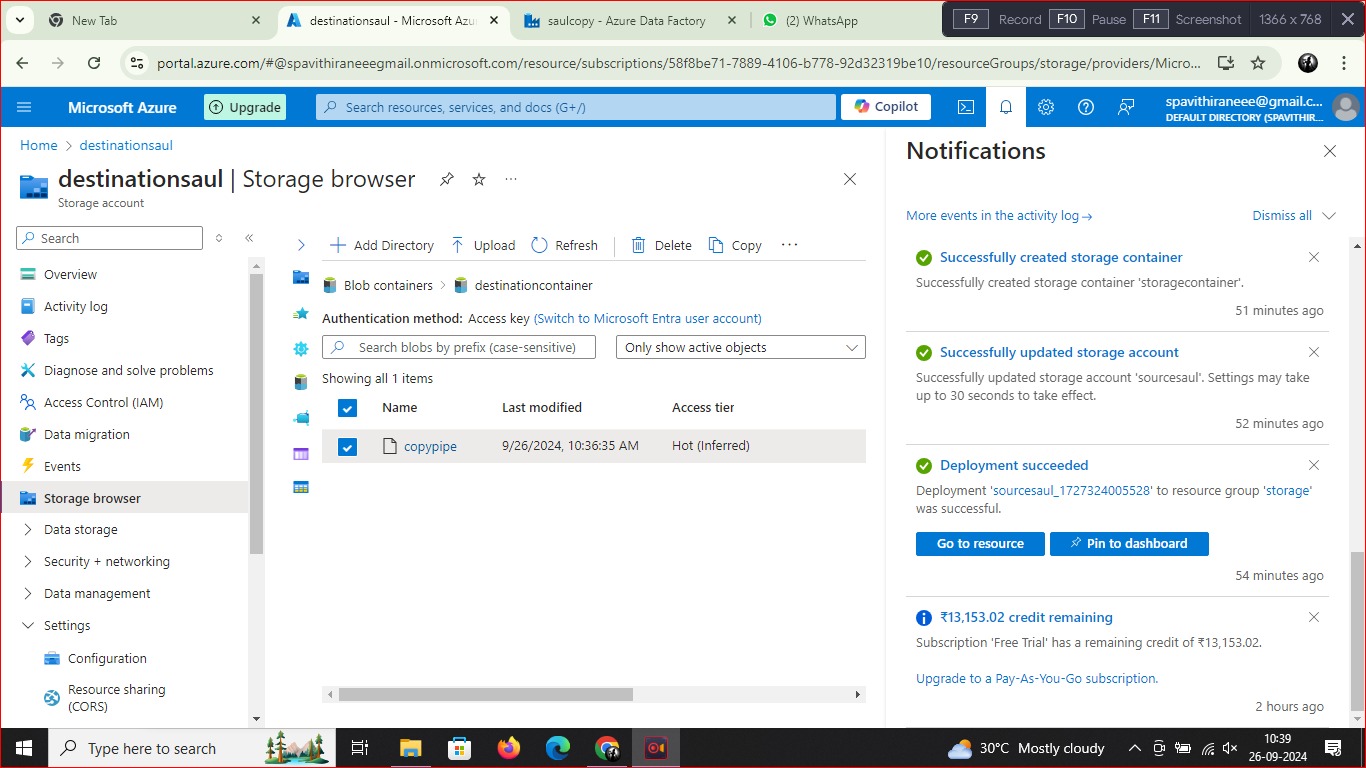 New Tab
destinationsaul - Microsoft Azu
saulcopy - Azure Data Factory
(2) WhatsApp
F9 Record F10 Pause F11 Screenshot 1366 x 768
portal.azure.com/#@spavithiraneeegmail.onmicrosoft.com/resource/subscriptions/58f8be71-7889-4106-b778-92d32319be10/resourceGroups/storage/providers/Micro...
Microsoft Azure
Upgrade
Search resources, services, and docs (G+/)
Copilot
spavithiraneee@gmail.c...
DEFAULT DIRECTORY (SPAVITHIR...
Home > destinationsaul
destinationsaul | Storage browser
Storage account
Search
Overview
Activity log
Tags
Diagnose and solve problems
Access Control (IAM)
Data migration
Events
Storage browser
Data storage
Security + networking
Data management
Settings
Configuration
Resource sharing
(CORS)
Add Directory Upload Refresh Delete Copy
Blob containers > destinationcontainer
Authentication method: Access key (Switch to Microsoft Entra user account)
Search blobs by prefix (case-sensitive)
Only show active objects
Showing all 1 items
Name Last modified Access tier
copypipe 9/26/2024, 10:36:35 AM Hot (Inferred)
Notifications
More events in the activity log → Dismiss all
Successfully created storage container
Successfully created storage container 'storagecontainer'.
51 minutes ago
Successfully updated storage account
Successfully updated storage account 'sourcesaul'. Settings may take
up to 30 seconds to take effect.
52 minutes ago
Deployment succeeded
Deployment 'sourcesaul_1727324005528' to resource group 'storage'
was successful.
Go to resource
Pin to dashboard
54 minutes ago
₹13,153.02 credit remaining
Subscription 'Free Trial' has a remaining credit of ₹13,153.02.
Upgrade to a Pay-As-You-Go subscription.
2 hours ago
Type here to search
30°C Mostly cloudy
10:39
26-09-2024